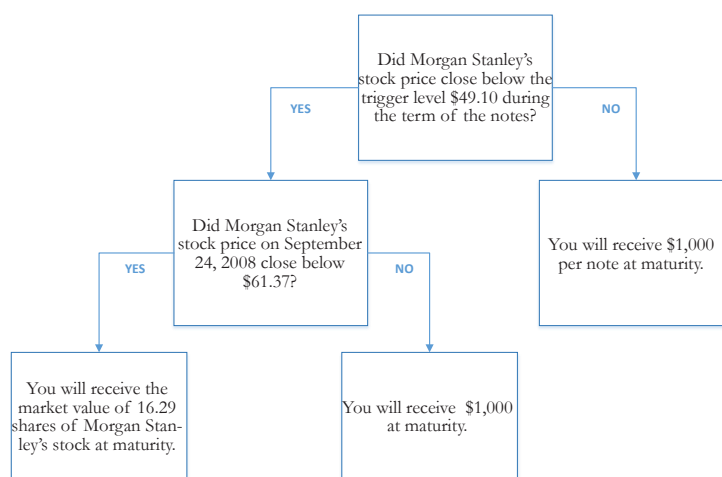 Did Morgan Stanley's
stock price close below the
trigger level $49.10 during
the term of the notes?
YES
NO
Did Morgan Stanley's
stock price on September
24, 2008 close below
$61.37?
You will receive $1,000
per note at maturity.
YES
NO
You will receive the
market value of 16.29
shares of Morgan Stan-
ley's stock at maturity.
You will receive $1,000
at maturity.